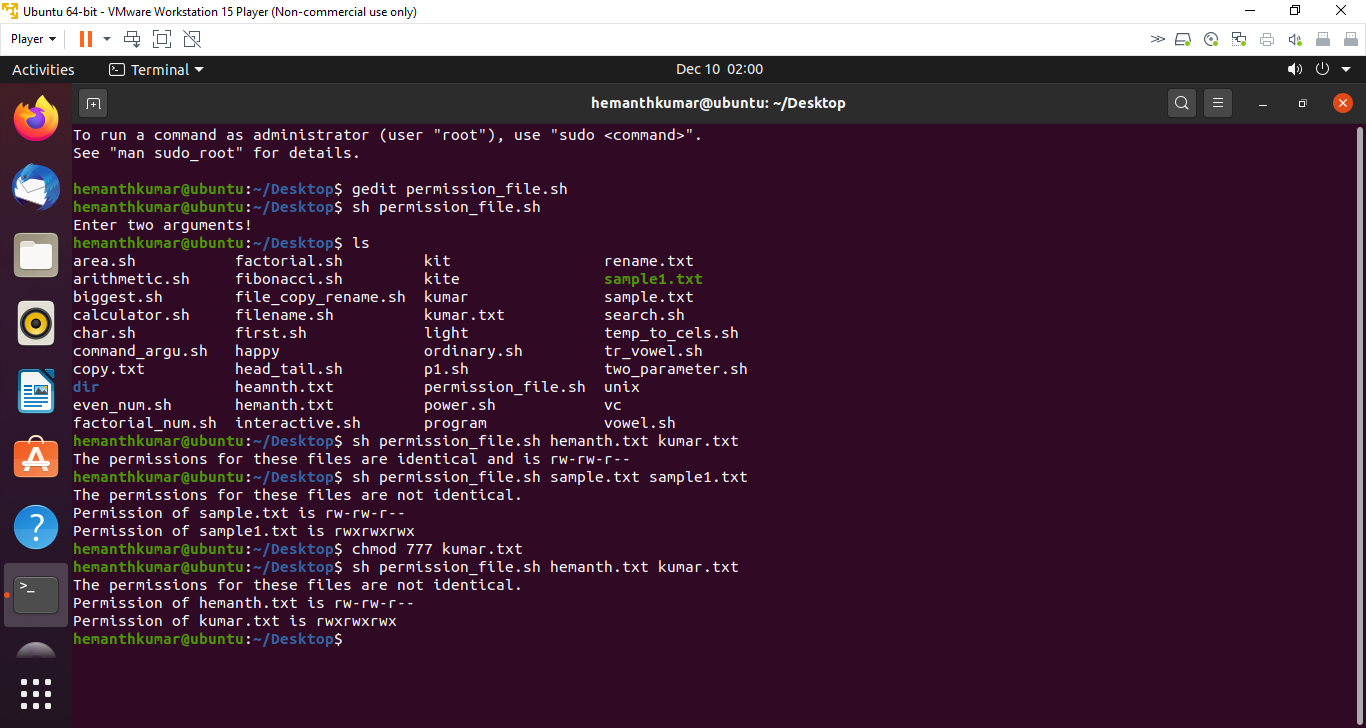 Ubuntu 64-bit - VMware Workstation 15 Player (Non-commercial use only)
Player
Activities Terminal Dec 10 02:00
hemanthkumar@ubuntu: ~/Desktop
To run a command as administrator (user "root"), use "sudo <command>".
See "man sudo_root" for details.
hemanthkumar@ubuntu:~/Desktop$ gedit permission_file.sh
hemanthkumar@ubuntu:~/Desktop$ sh permission_file.sh
Enter two arguments!
hemanthkumar@ubuntu:~/Desktop$ ls
area.sh factorial.sh kit rename.txt
arithmetic.sh fibonacci.sh kite sample1.txt
biggest.sh file_copy_rename.sh kumar sample.txt
calculator.sh filename.sh kumar.txt search.sh
char.sh first.sh light temp_to_cels.sh
command_argu.sh happy ordinary.sh tr_vowel.sh
copy.txt head_tail.sh p1.sh two_parameter.sh
dir heamnth.txt permission_file.sh unix
even_num.sh hemanth.txt power.sh vc
factorial_num.sh interactive.sh program vowel.sh
hemanthkumar@ubuntu:~/Desktop$ sh permission_file.sh hemanth.txt kumar.txt
The permissions for these files are identical and is rw-rw-r--
hemanthkumar@ubuntu:~/Desktop$ sh permission_file.sh sample.txt sample1.txt
The permissions for these files are not identical.
Permission of sample.txt is rw-rw-r--
Permission of sample1.txt is rwxrwxrwx
hemanthkumar@ubuntu:~/Desktop$ chmod 777 kumar.txt
hemanthkumar@ubuntu:~/Desktop$ sh permission_file.sh hemanth.txt kumar.txt
The permissions for these files are not identical.
Permission of hemanth.txt is rw-rw-r--
Permission of kumar.txt is rwxrwxrwx
hemanthkumar@ubuntu:~/Desktop$